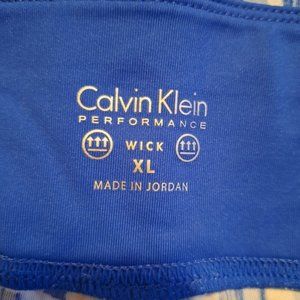 Calvin Klein
PERFORMANCE
WICK
XL
MADE IN JORDAN